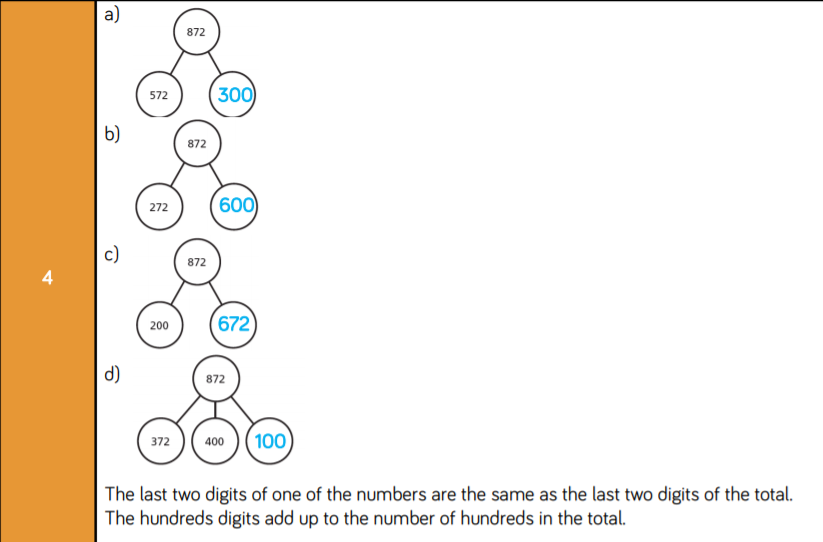 a)
872
572 300
b)
872
272 600
4
c)
872
200 672
d)
872
372 400 100
The last two digits of one of the numbers are the same as the last two digits of the total.
The hundreds digits add up to the number of hundreds in the total.